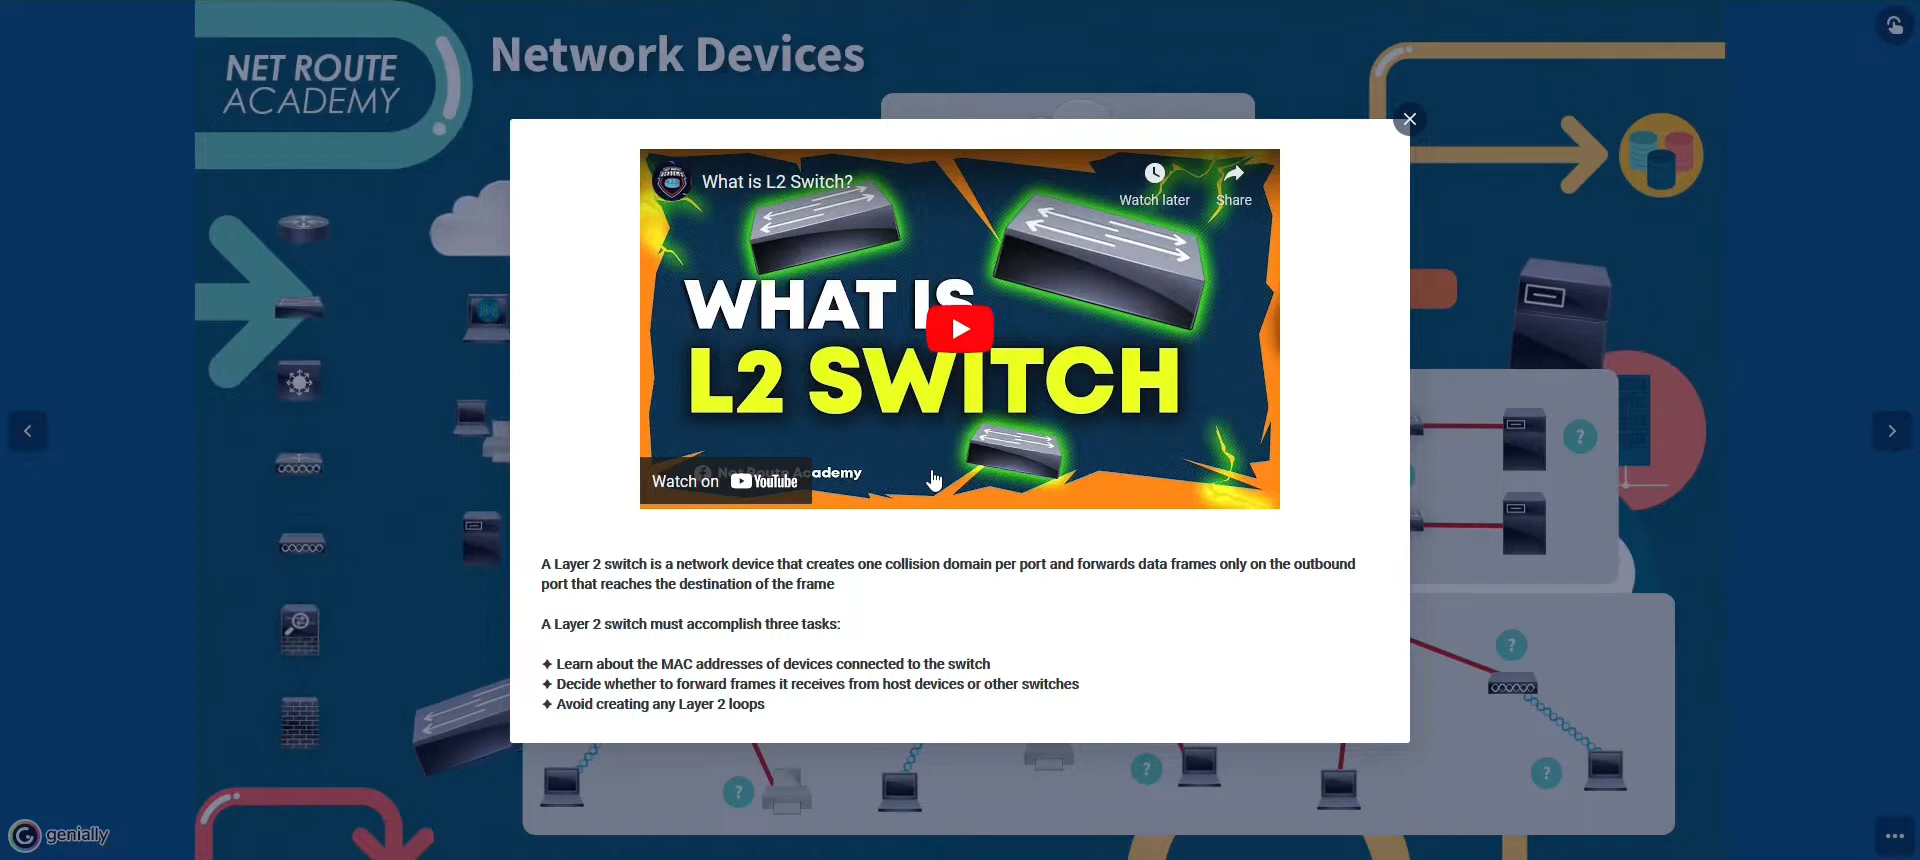 NET ROUTE
ACADEMY
Network Devices
What is L2 Switch?
Watch later
Share
WHAT IS
L2 SWITCH
Net Route Academy
Watch on YouTube
A Layer 2 switch is a network device that creates one collision domain per port and forwards data frames only on the outbound
port that reaches the destination of the frame
A Layer 2 switch must accomplish three tasks:
✦ Learn about the MAC addresses of devices connected to the switch
✦ Decide whether to forward frames it receives from host devices or other switches
✦ Avoid creating any Layer 2 loops
?
?
?
?
?
genially